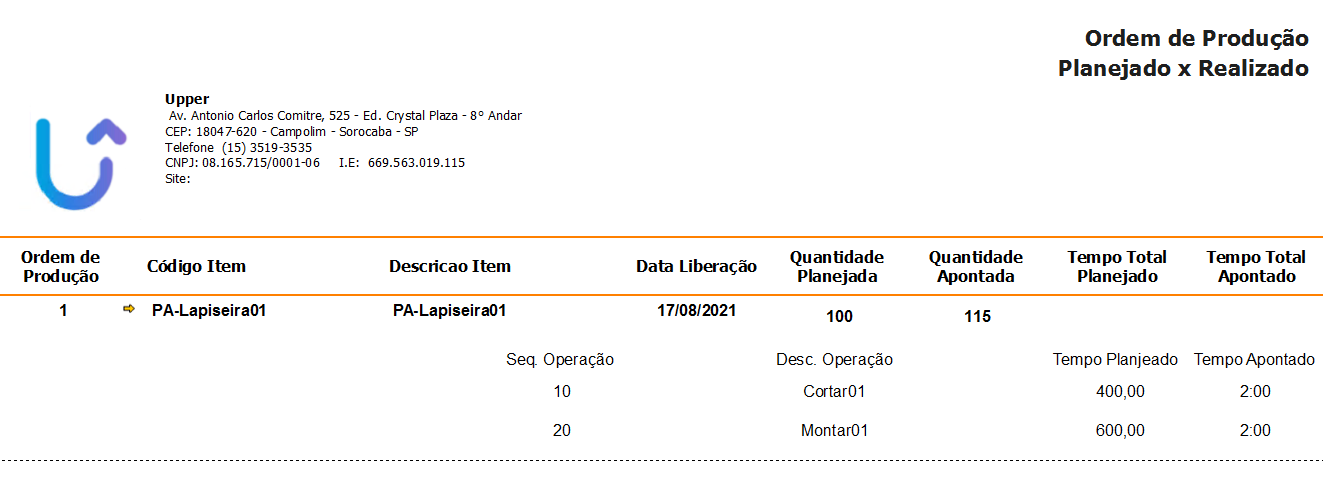 Ordem de Produção
Planejado x Realizado
Upper
Av. Antonio Carlos Comitre, 525 - Ed. Crystal Plaza - 8º Andar
CEP: 18047-620 - Campolim - Sorocaba - SP
Telefone (15) 3519-3535
CNPJ: 08.165.715/0001-06 I.E: 669.563.019.115
Site:
Ordem de Produção Código Item Descricao Item Data Liberação Quantidade Planejada Quantidade Apontada Tempo Total Planejado Tempo Total Apontado
1 PA-Lapiseira01 PA-Lapiseira01 17/08/2021 100 115
Seq. Operação Desc. Operação Tempo Planjeado Tempo Apontado
10 Cortar01 400,00 2:00
20 Montar01 600,00 2:00